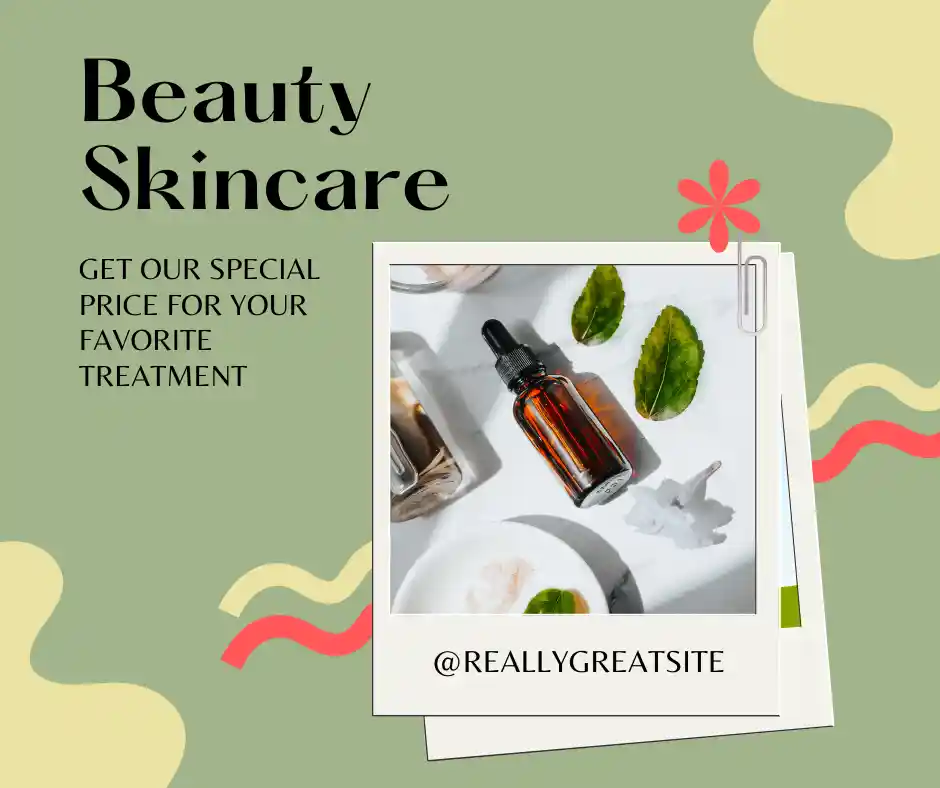 Beauty
Skincare
GET OUR SPECIAL
PRICE FOR YOUR
FAVORITE
TREATMENT
@REALLYGREATSITE